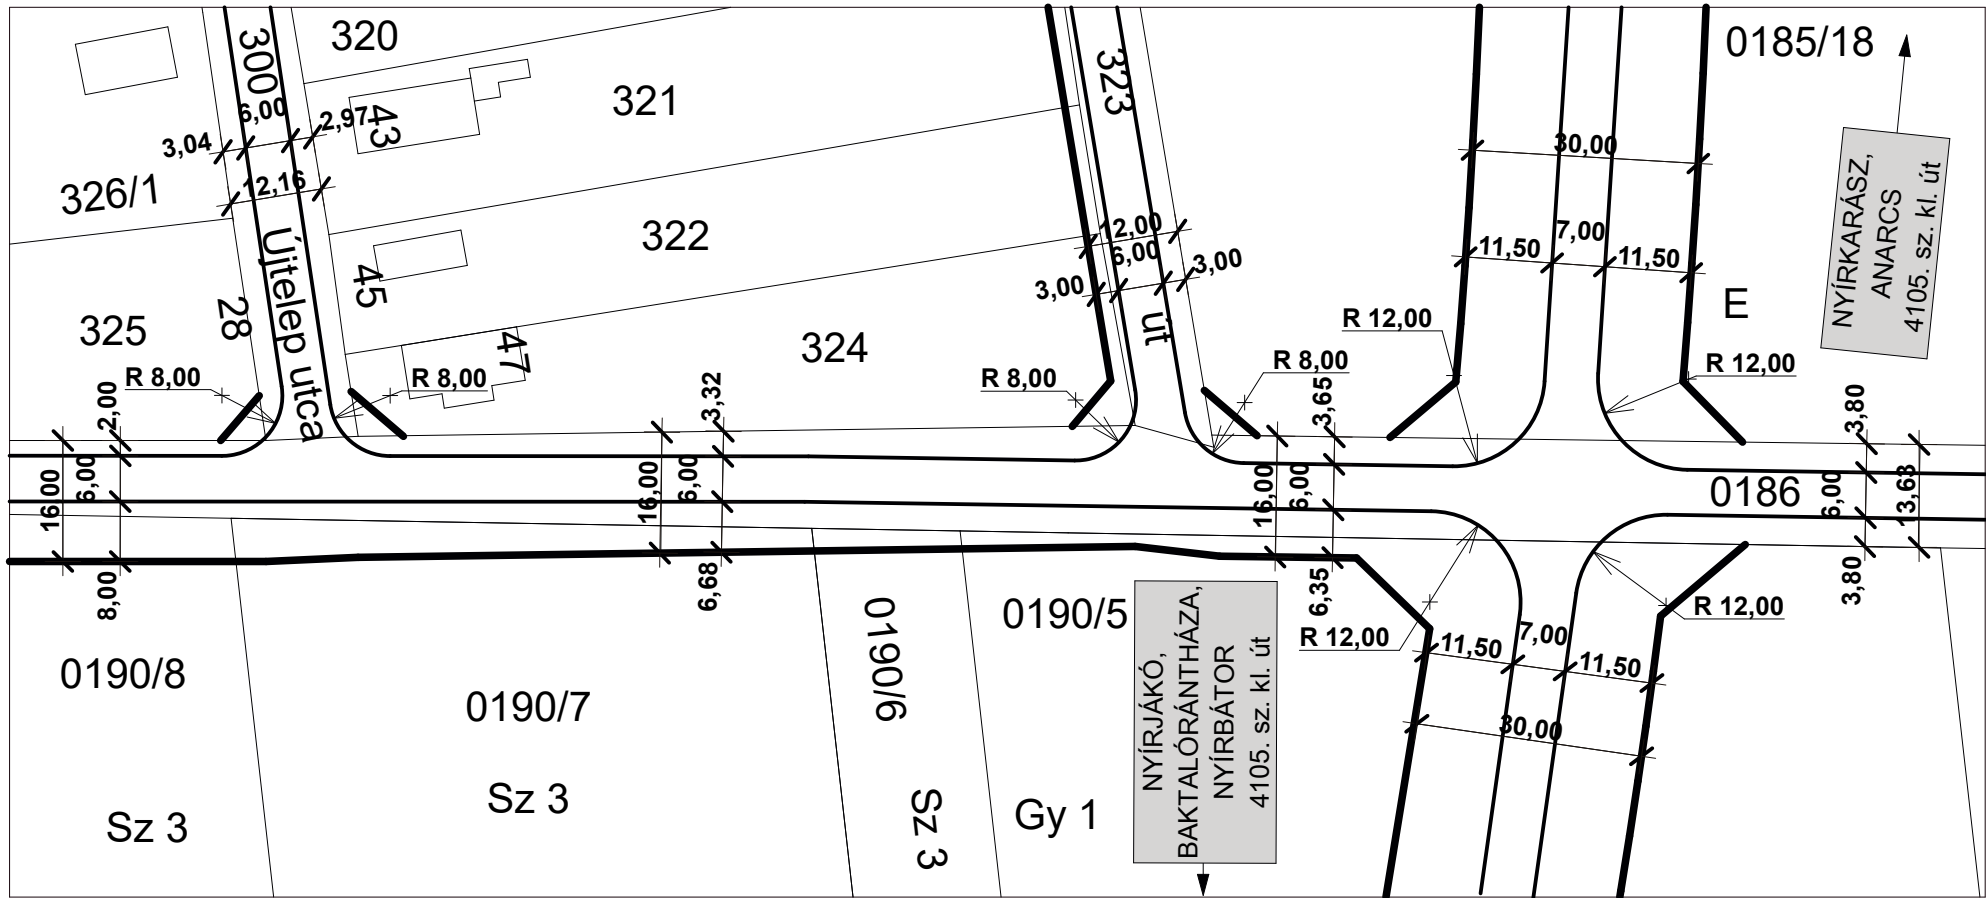 320
300
43
6,00
2,97
3,04
12,16
326/1
321
322
323
0185/18
NYÍRKARÁSZ,
ANARCS
4105. sz. kl. út
30,00
11,50
7,00
11,50
12,00
6,00
3,00
3,00
út
E
R 12,00
R 12,00
325
28
Újtelep utca
45
47
324
R 8,00
R 8,00
R 8,00
R 8,00
2,00
16,00
6,00
8,00
3,32
16,00
6,00
6,68
3,65
16,00
6,00
6,35
3,80
6,00
13,63
3,80
0186
R 12,00
R 12,00
11,50
7,00
11,50
30,00
0190/8
Sz 3
0190/7
Sz 3
0190/6
Sz 3
0190/5
Gy 1
NYÍRJÁKÓ,
BAKTALÓRÁNTHÁZA,
NYÍRBÁTOR
4105. sz. kl. út